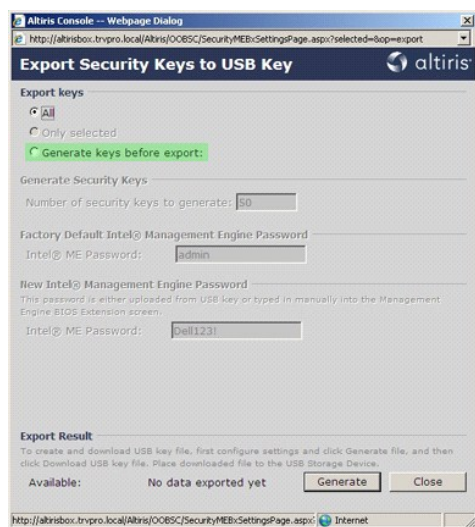 Altiris Console -- Webpage Dialog
http://altirisbox.trvpro.local/Altiris/OOBSC/SecurityMEBxSettingsPage.aspx?selected=&op=export
Export Security Keys to USB Key
altiris
Export keys
All
Only selected
Generate keys before export:
Generate Security Keys
Number of security keys to generate: 50
Factory Default Intel® Management Engine Password
Intel® ME Password: admin
New Intel® Management Engine Password
This password is either uploaded from USB key or typed in manually into the Management
Engine BIOS Extension screen.
Intel® ME Password: Dell123!
Export Result
To create and download USB key file, first configure settings and click Generate file, and then
click Download USB key file. Place downloaded file to the USB Storage Device.
Available: No data exported yet Generate Close
http://altirisbox.trvpro.local/Altiris/OOBSC/SecurityMEBxSettingsPage.aspx? Internet